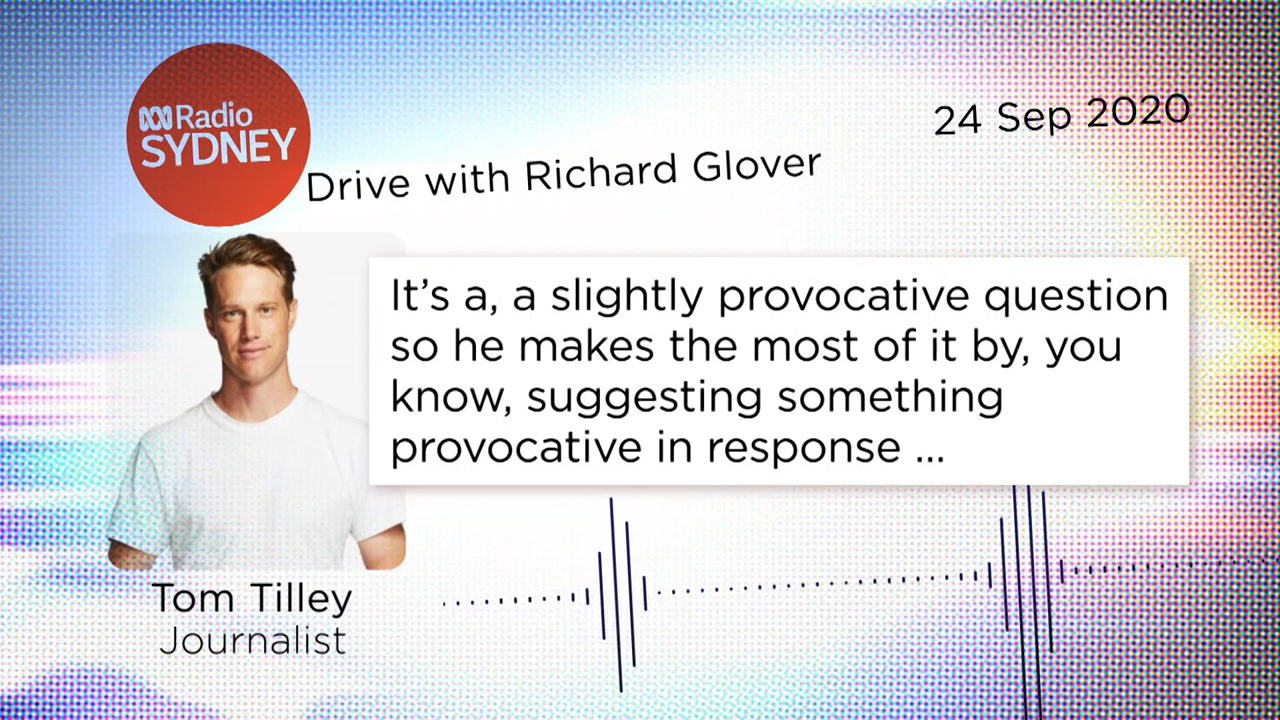 ABC Radio
SYDNEY
24 Sep 2020
Drive with Richard Glover
It's a, a slightly provocative question
so he makes the most of it by, you
know, suggesting something
provocative in response ...
Tom Tilley
Journalist